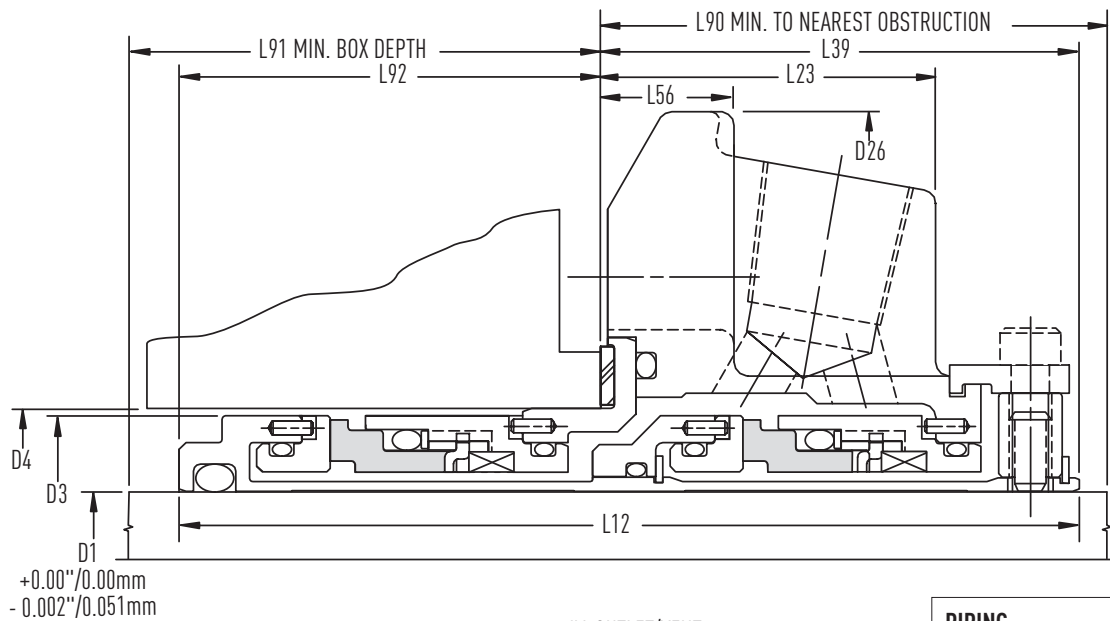 L90 MIN. TO NEAREST OBSTRUCTION
L91 MIN. BOX DEPTH
L39
L92
L23
L56
D26
D4
D3
L12
D1
+0.00"/0.00mm
- 0.002"/0.051mm